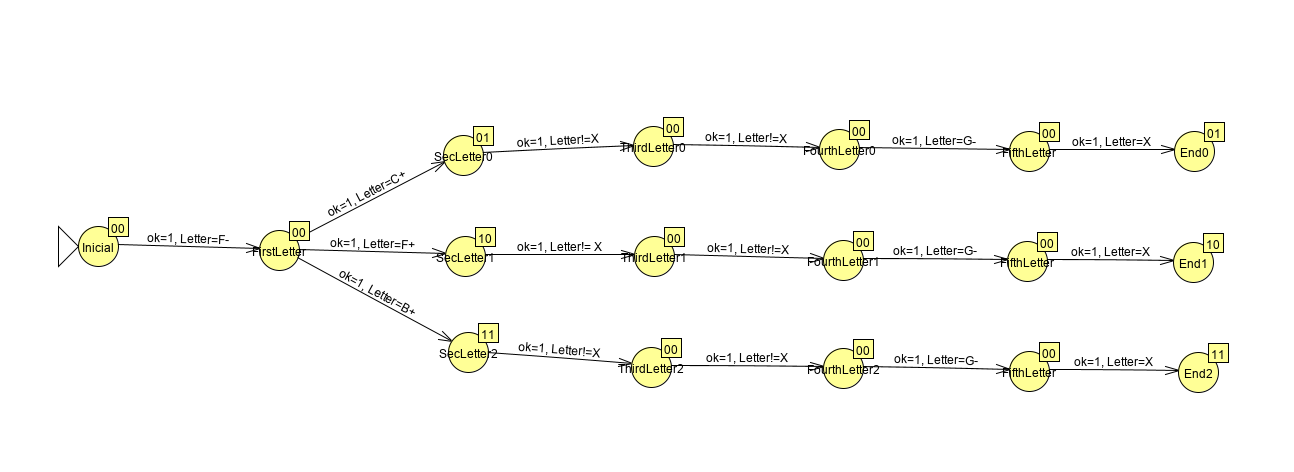 01
SecLetter0
ok=1, Letter!=X
00
ThirdLetter0
ok=1, Letter!=X
00
FourthLetter0
ok=1, Letter=G-
00
FifthLetter
ok=1, Letter=X
01
End0
ok=1, Letter=C+
00
Inicial
ok=1, Letter=F-
00
FirstLetter
ok=1, Letter=F+
10
SecLetter1
ok=1, Letter!= X
00
ThirdLetter1
ok=1, Letter!=X
00
FourthLetter1
ok=1, Letter=G-
00
FifthLetter
ok=1, Letter=X
10
End1
ok=1, Letter=B+
11
SecLetter2
ok=1, Letter!=X
00
ThirdLetter2
ok=1, Letter!=X
00
FourthLetter2
ok=1, Letter=G-
00
FifthLetter
ok=1, Letter=X
11
End2